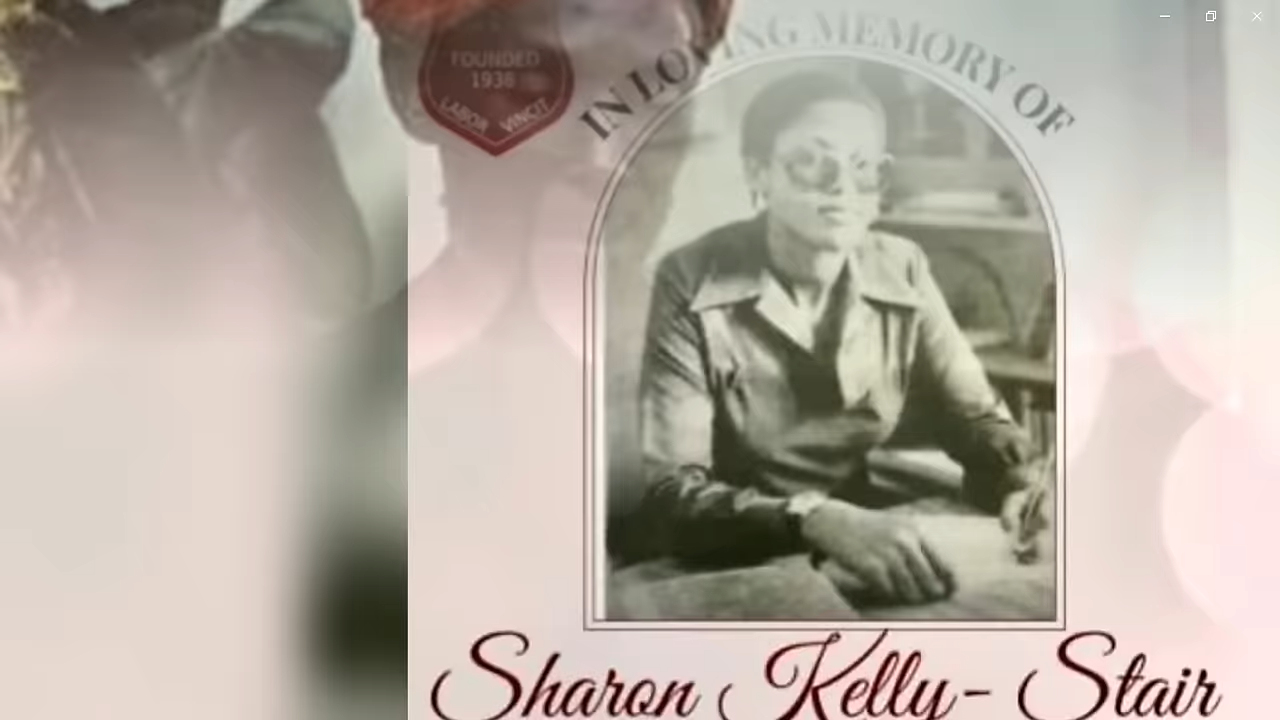 IN LOVING MEMORY OF
FOUNDED
1938
LABOR VINCIT
Sharon Kelly- Stair